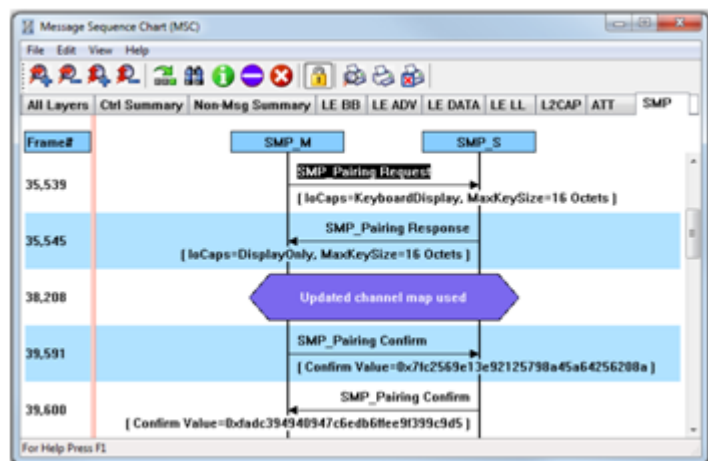 Message Sequence Chart (MSC)
File Edit View Help
All Layers Ctrl Summary Non-Msg Summary LE BB LE ADV LE DATA LE LL L2CAP ATT SMP
Frame# SMP_M SMP_S
SMP_Pairing Request
35,539
[ IoCaps=KeyboardDisplay, MaxKeySize=16 Octets ]
SMP_Pairing Response
35,545
[ IoCaps=DisplayOnly, MaxKeySize=16 Octets ]
38,208 Updated channel map used
SMP_Pairing Confirm
39,591
[ Confirm Value=0x7fc2569e13e92125798a45a64256208a ]
SMP_Pairing Confirm
39,600
[ Confirm Value=0xfadc394940947c6edb6ffee9f399c9d5 ]
For Help Press F1